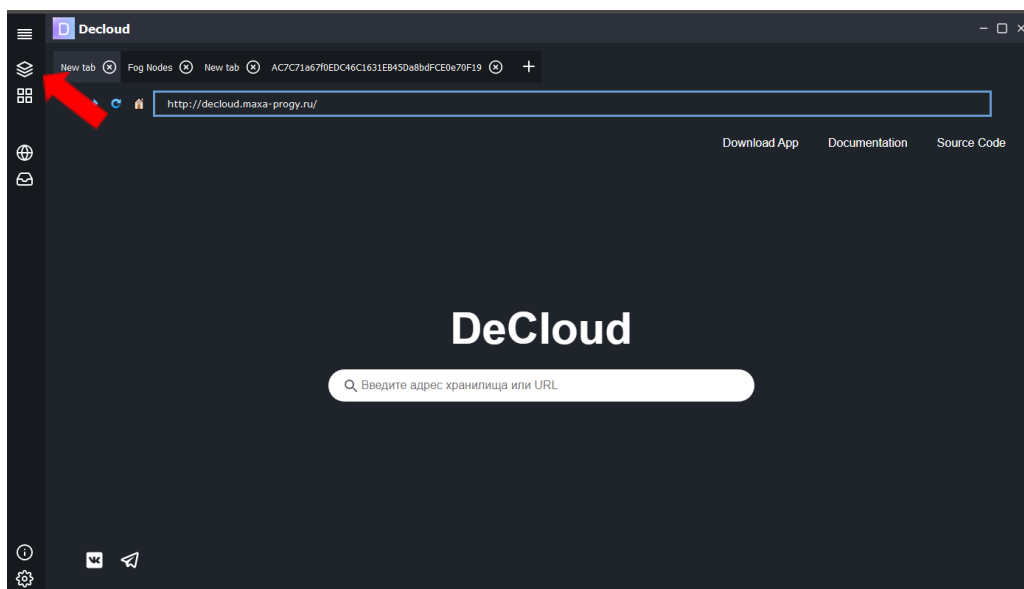 D Decloud
New tab Fog Nodes New tab AC7C71a67f0EDC46C1631EB45Da8bdFCE0e70F19
http://decloud.maxa-progy.ru/
Download App Documentation Source Code
DeCloud
Введите адрес хранилища или URL